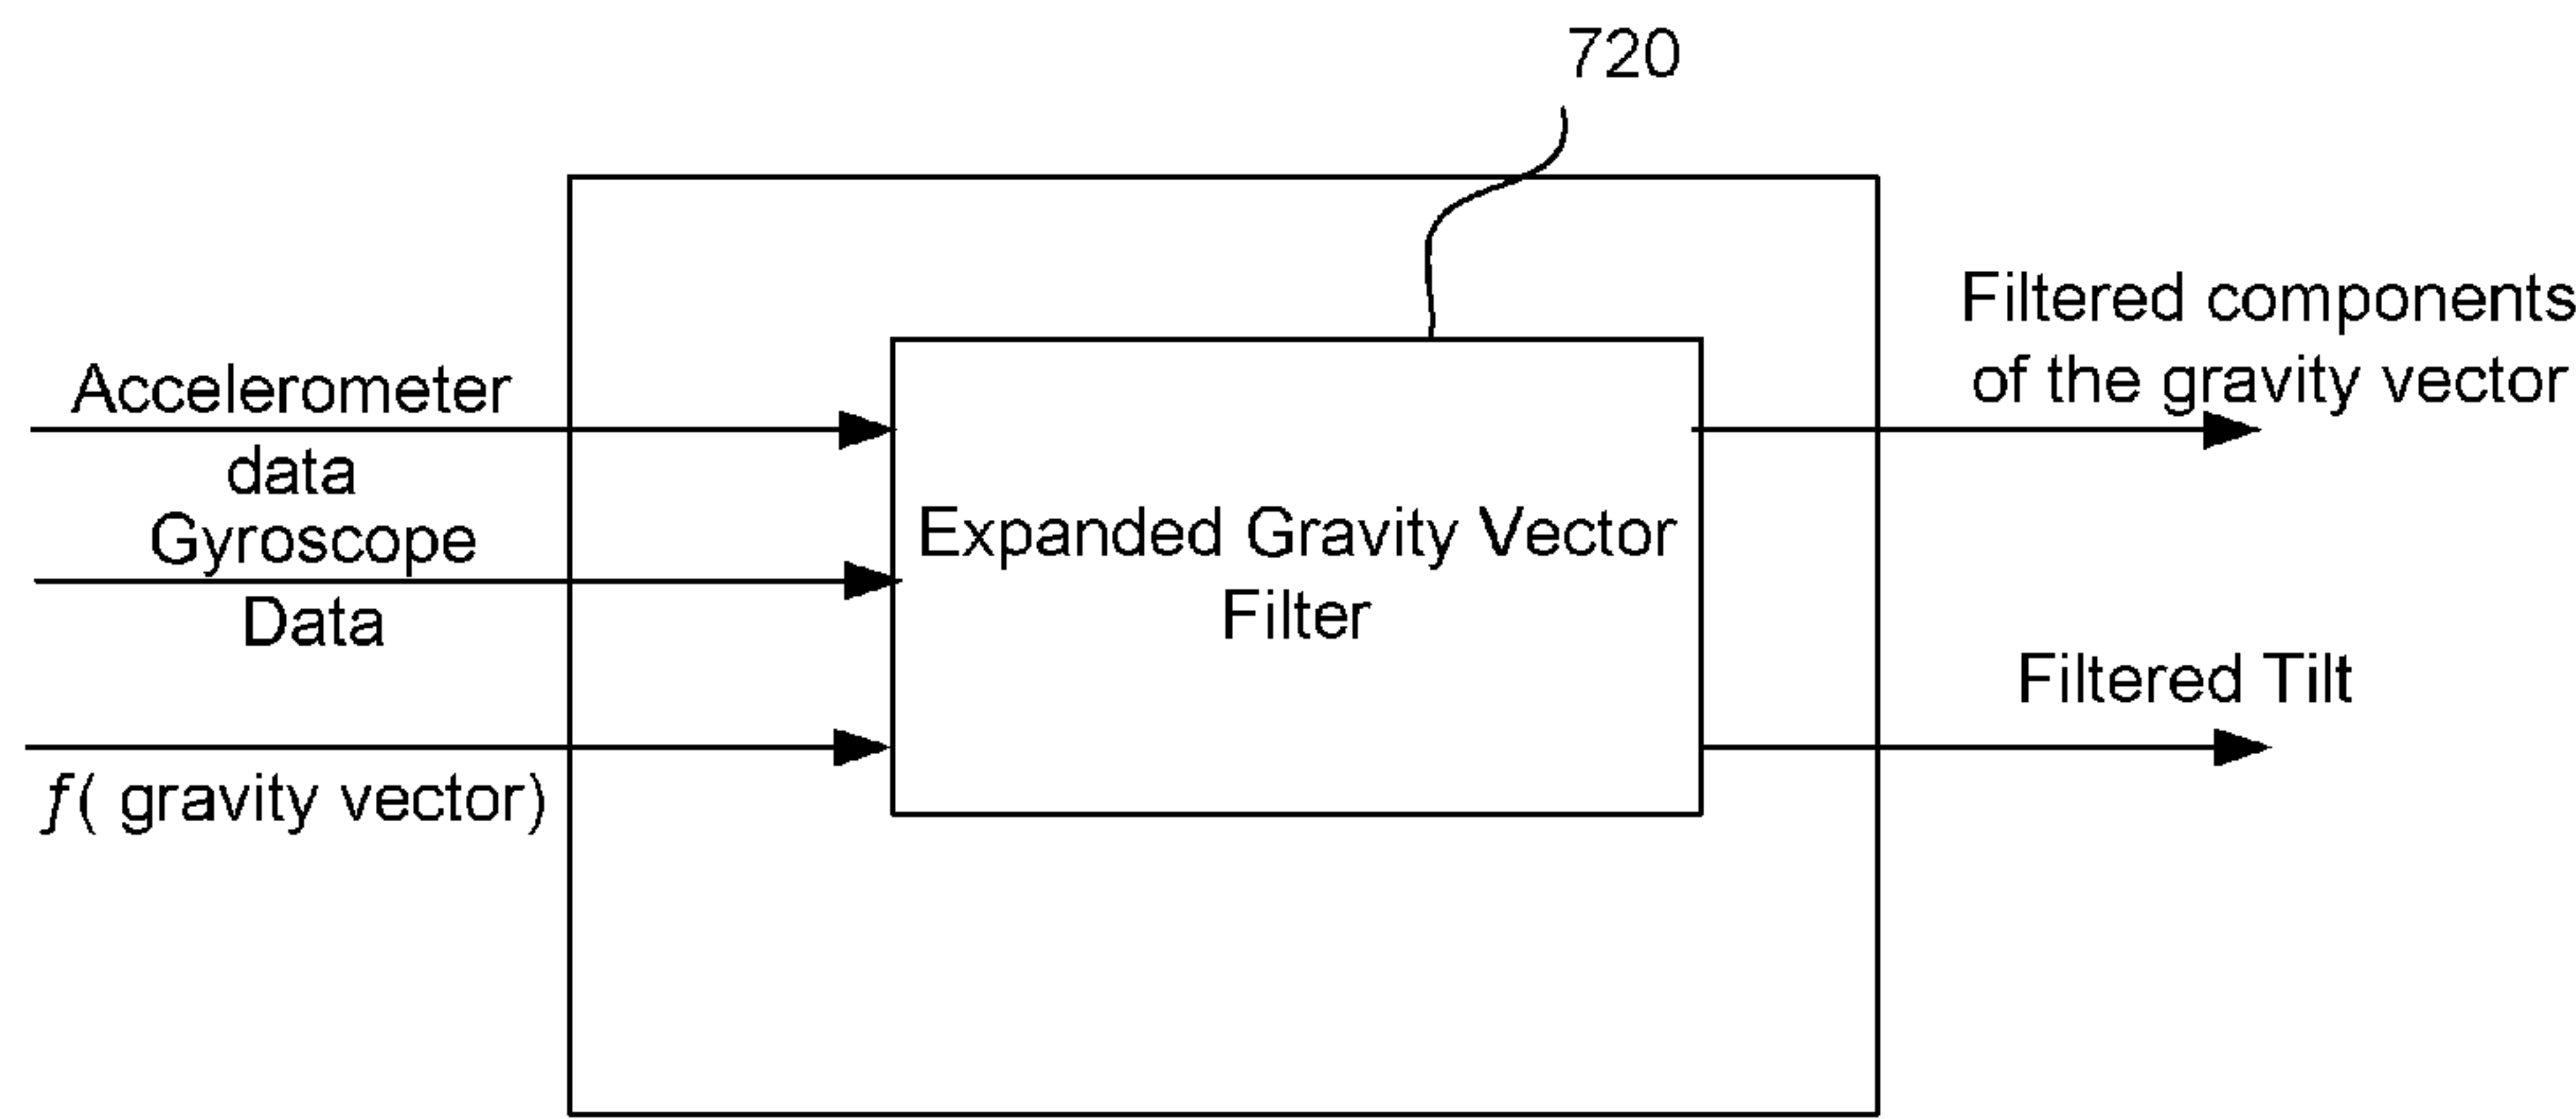 720
Filtered components
of the gravity vector
Accelerometer
data
Gyroscope
Data
Expanded Gravity Vector
Filter
Filtered Tilt
ƒ( gravity vector)